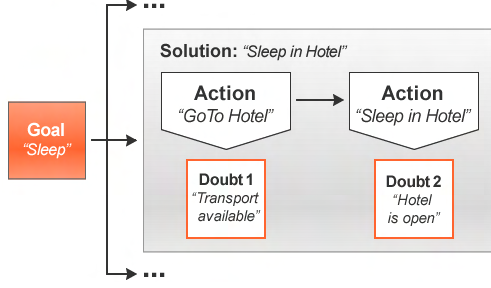 ...
Solution: “Sleep in Hotel”
Action
“GoTo Hotel”
Action
“Sleep in Hotel”
Goal
“Sleep”
Doubt 1
“Transport
available”
Doubt 2
“Hotel
is open”
...